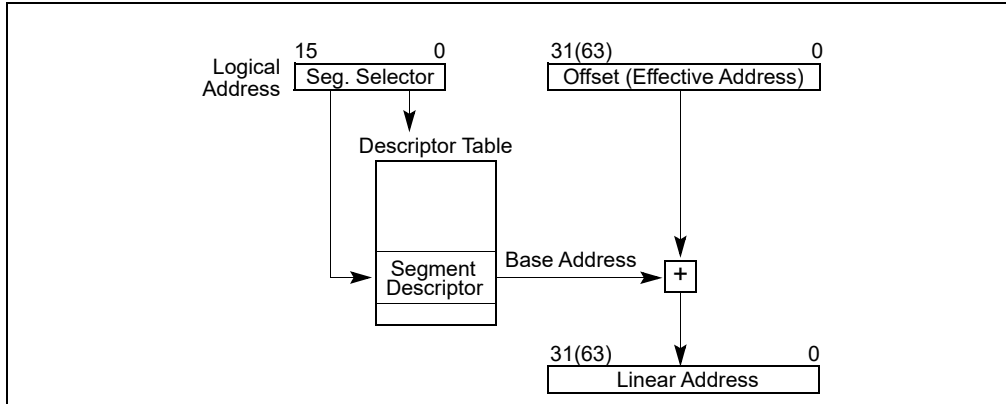 15 0
31(63) 0
Logical
Address
Seg. Selector
Offset (Effective Address)
Descriptor Table
Base Address
Segment
Descriptor
+
31(63) 0
Linear Address